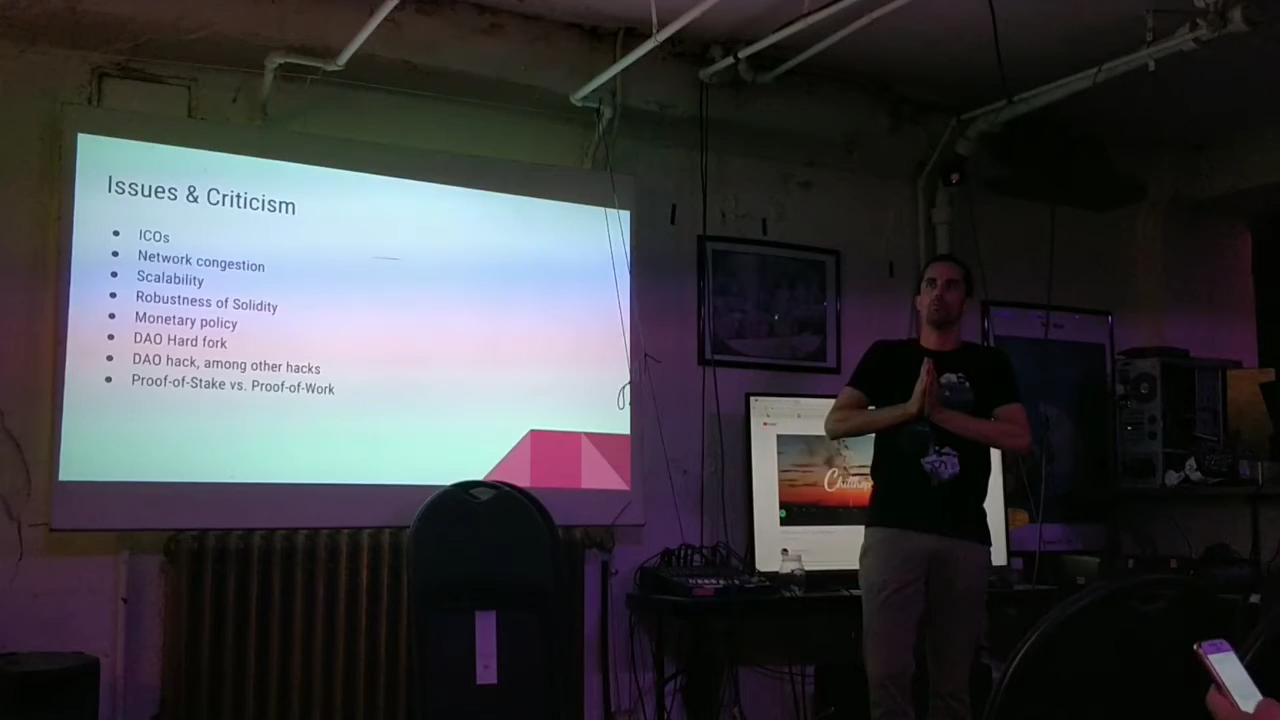 Issues & Criticism
ICOs
Network congestion
Scalability
Robustness of Solidity
Monetary policy
DAO Hard fork
DAO hack, among other hacks
Proof-of-Stake vs. Proof-of-Work